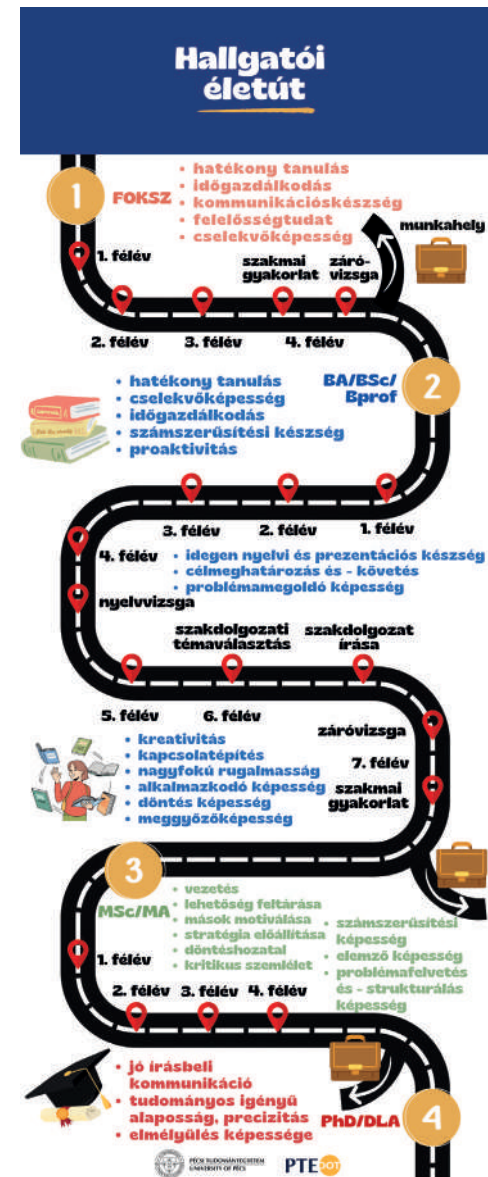 Hallgatói
életút
1
FOKSZ
• hatékony tanulás
• időgazdálkodás
• kommunikációskészség
• felelősségtudat
• cselekvőképesség
munkahely
1. félév
szakmai
gyakorlat
záró-
vizsga
2. félév
3. félév
4. félév
• hatékony tanulás
• cselekvőképesség
• időgazdálkodás
• számszerűsítési készség
• proaktivitás
BA/BSc/
Bprof
2
3. félév
2. félév
1. félév
4. félév
• idegen nyelvi és prezentációs készség
• célmeghatározás és - követés
• problémamegoldó képesség
nyelvvizsga
szakdolgozati
témaválasztás
szakdolgozat
írása
5. félév
6. félév
záróvizsga
7. félév
szakmai
gyakorlat
• kreativitás
• kapcsolatépítés
• nagyfokú rugalmasság
• alkalmazkodó képesség
• döntés képesség
• meggyőzőképesség
3
MSc/MA
• vezetés
• lehetőség feltárása
• mások motiválása
• stratégia előállítása
• döntéshozatal
• kritikus szemlélet
• számszerűsítési
képesség
• elemző képesség
• problémafelvetés
és - strukturálás
képesség
1. félév
2. félév
3. félév
4. félév
• jó írásbeli
kommunikáció
• tudományos igényű
alaposság, precizitás
• elmélyülés képessége
PhD/DLA
4
PÉCSI TUDOMÁNYEGYETEM
UNIVERSITY OF PÉCS
PTE DOT